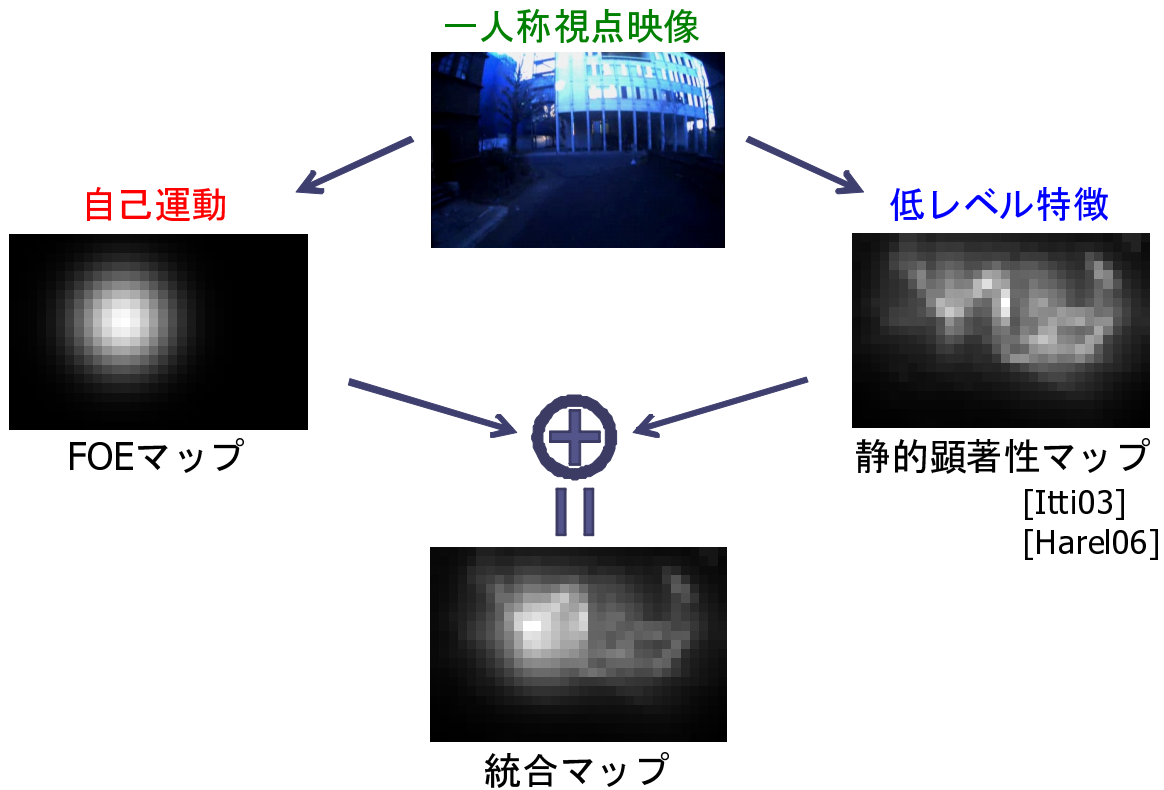 一人称視点映像
自己運動
低レベル特徴
FOEマップ
静的顕著性マップ
[Itti03]
[Harel06]
統合マップ